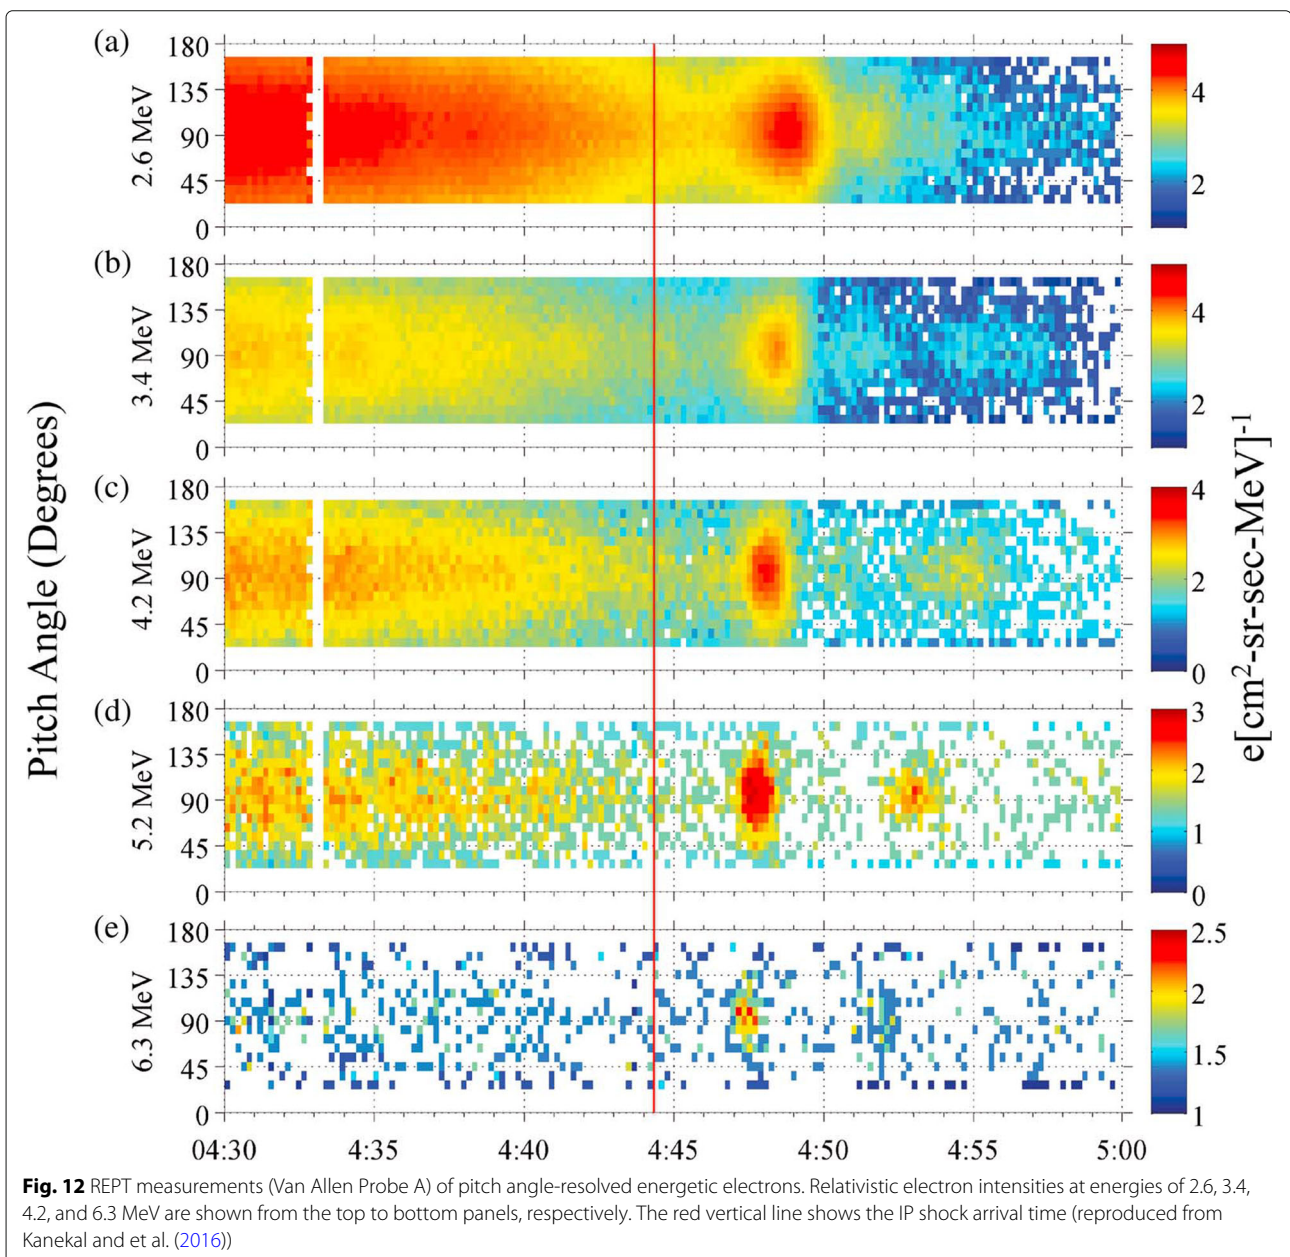 (a)
180
135
90
45
0
2.6 MeV
4
2
(b)
180
135
90
45
0
3.4 MeV
4
2
(c)
180
135
90
45
0
4.2 MeV
4
2
0
(d)
180
135
90
45
0
5.2 MeV
3
2
1
0
(e)
180
135
90
45
0
6.3 MeV
2.5
2
1.5
1
Pitch Angle (Degrees)
e[cm²-sr-sec-MeV]⁻¹
04:30 4:35 4:40 4:45 4:50 4:55 5:00
Fig. 12 REPT measurements (Van Allen Probe A) of pitch angle-resolved energetic electrons. Relativistic electron intensities at energies of 2.6, 3.4,
4.2, and 6.3 MeV are shown from the top to bottom panels, respectively. The red vertical line shows the IP shock arrival time (reproduced from
Kanekal and et al. (2016))